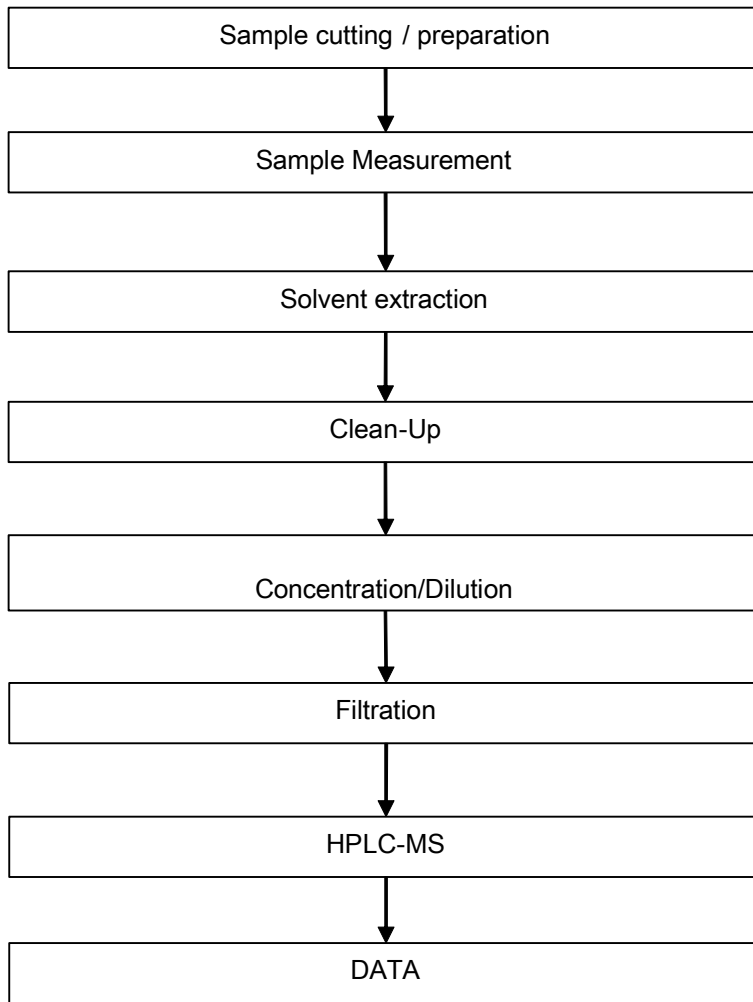 Sample cutting / preparation
Sample Measurement
Solvent extraction
Clean-Up
Concentration/Dilution
Filtration
HPLC-MS
DATA